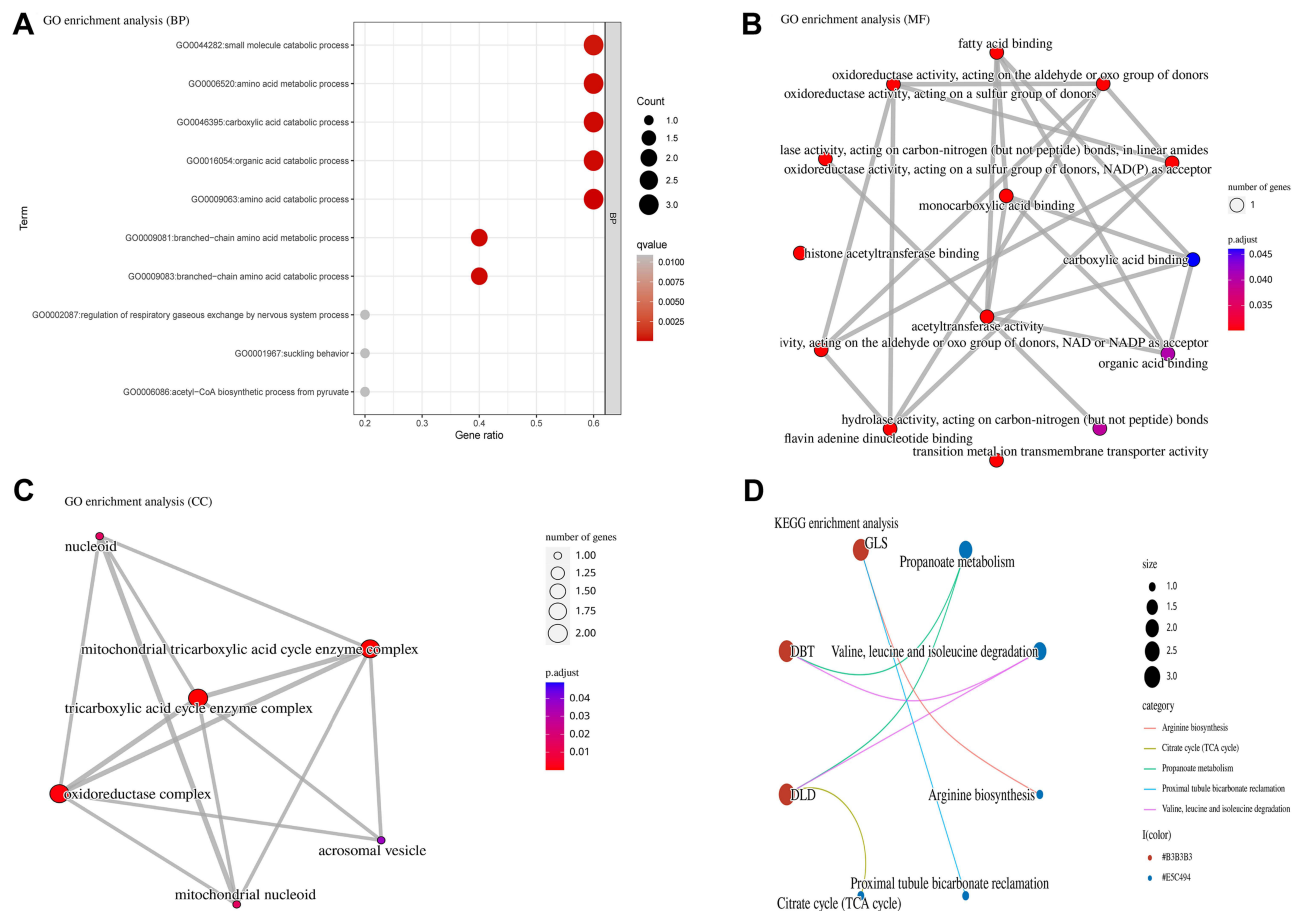 A
GO enrichment analysis (BP)
Term
GO0044282:small molecule catabolic process
GO0006520:amino acid metabolic process
GO0046395:carboxylic acid catabolic process
GO0016054:organic acid catabolic process
GO0009063:amino acid catabolic process
GO0009081:branched−chain amino acid metabolic process
GO0009083:branched−chain amino acid catabolic process
GO0002087:regulation of respiratory gaseous exchange by nervous system process
GO0001967:suckling behavior
GO0006086:acetyl−CoA biosynthetic process from pyruvate
0.2
0.3
0.4
0.5
0.6
Gene ratio
BP
Count
1.0
1.5
2.0
2.5
3.0
qvalue
0.0100
0.0075
0.0050
0.0025
B
GO enrichment analysis (MF)
fatty acid binding
oxidoreductase activity, acting on the aldehyde or oxo group of donors
oxidoreductase activity, acting on a sulfur group of donors
lase activity, acting on carbon-nitrogen (but not peptide) bonds, in linear amides
oxidoreductase activity, acting on a sulfur group of donors, NAD(P) as acceptor
monocarboxylic acid binding
histone acetyltransferase binding
carboxylic acid binding
acetyltransferase activity
ivity, acting on the aldehyde or oxo group of donors, NAD or NADP as acceptor
organic acid binding
hydrolase activity, acting on carbon-nitrogen (but not peptide) bonds
flavin adenine dinucleotide binding
transition metal ion transmembrane transporter activity
number of genes
1
p.adjust
0.045
0.040
0.035
C
GO enrichment analysis (CC)
nucleoid
mitochondrial tricarboxylic acid cycle enzyme complex
tricarboxylic acid cycle enzyme complex
oxidoreductase complex
acrosomal vesicle
mitochondrial nucleoid
number of genes
1.00
1.25
1.50
1.75
2.00
p.adjust
0.04
0.03
0.02
0.01
D
KEGG enrichment analysis
GLS
Propanoate metabolism
DBT
Valine, leucine and isoleucine degradation
DLD
Arginine biosynthesis
Proximal tubule bicarbonate reclamation
Citrate cycle (TCA cycle)
size
1.0
1.5
2.0
2.5
3.0
category
Arginine biosynthesis
Citrate cycle (TCA cycle)
Propanoate metabolism
Proximal tubule bicarbonate reclamation
Valine, leucine and isoleucine degradation
I(color)
#B3B3B3
#E5C494